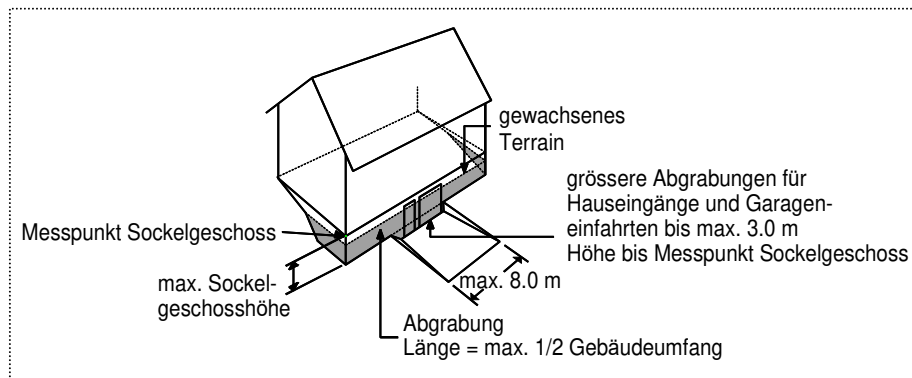 gewachsenes
Terrain
grössere Abgrabungen für
Hauseingänge und Garagen-
einfahrten bis max. 3.0 m
Höhe bis Messpunkt Sockelgeschoss
Messpunkt Sockelgeschoss
max. Sockel-
geschosshöhe
max. 8.0 m
Abgrabung
Länge = max. 1/2 Gebäudeumfang